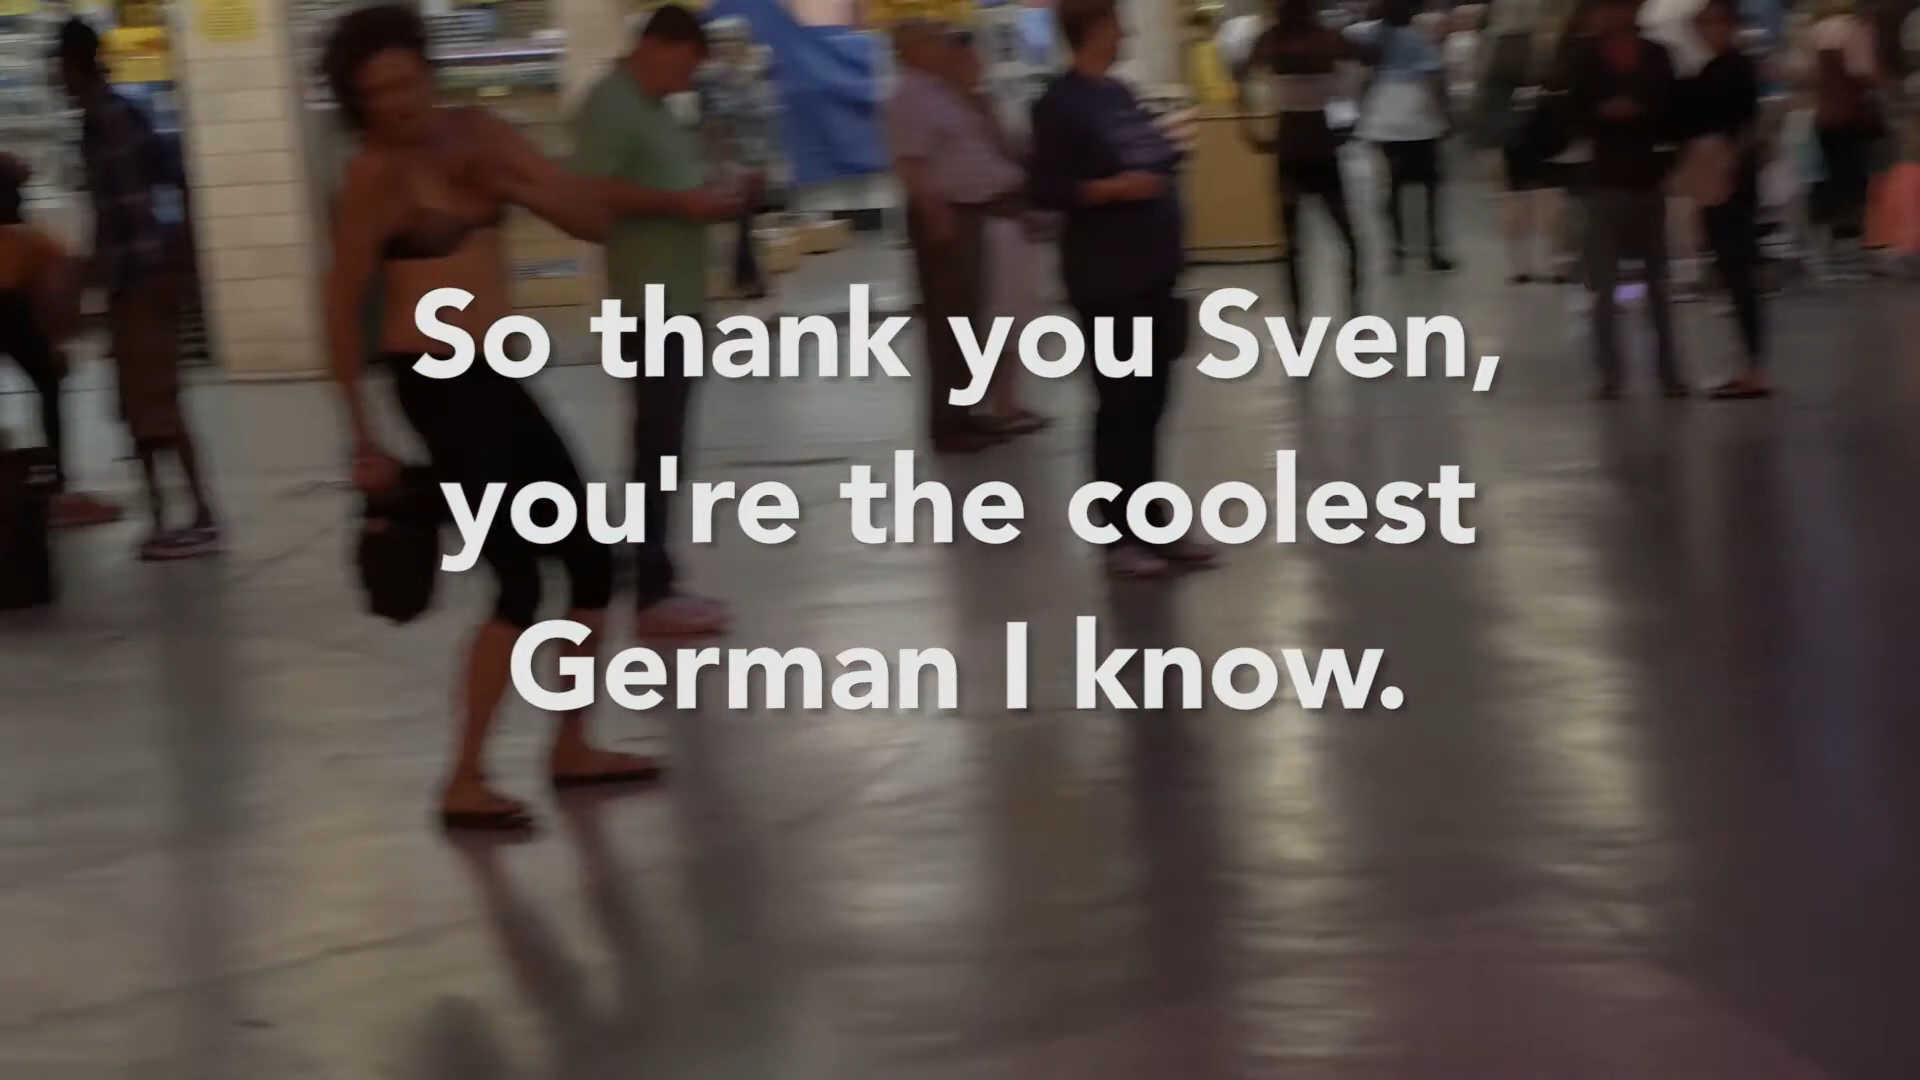 So thank you Sven,
you're the coolest
German I know.